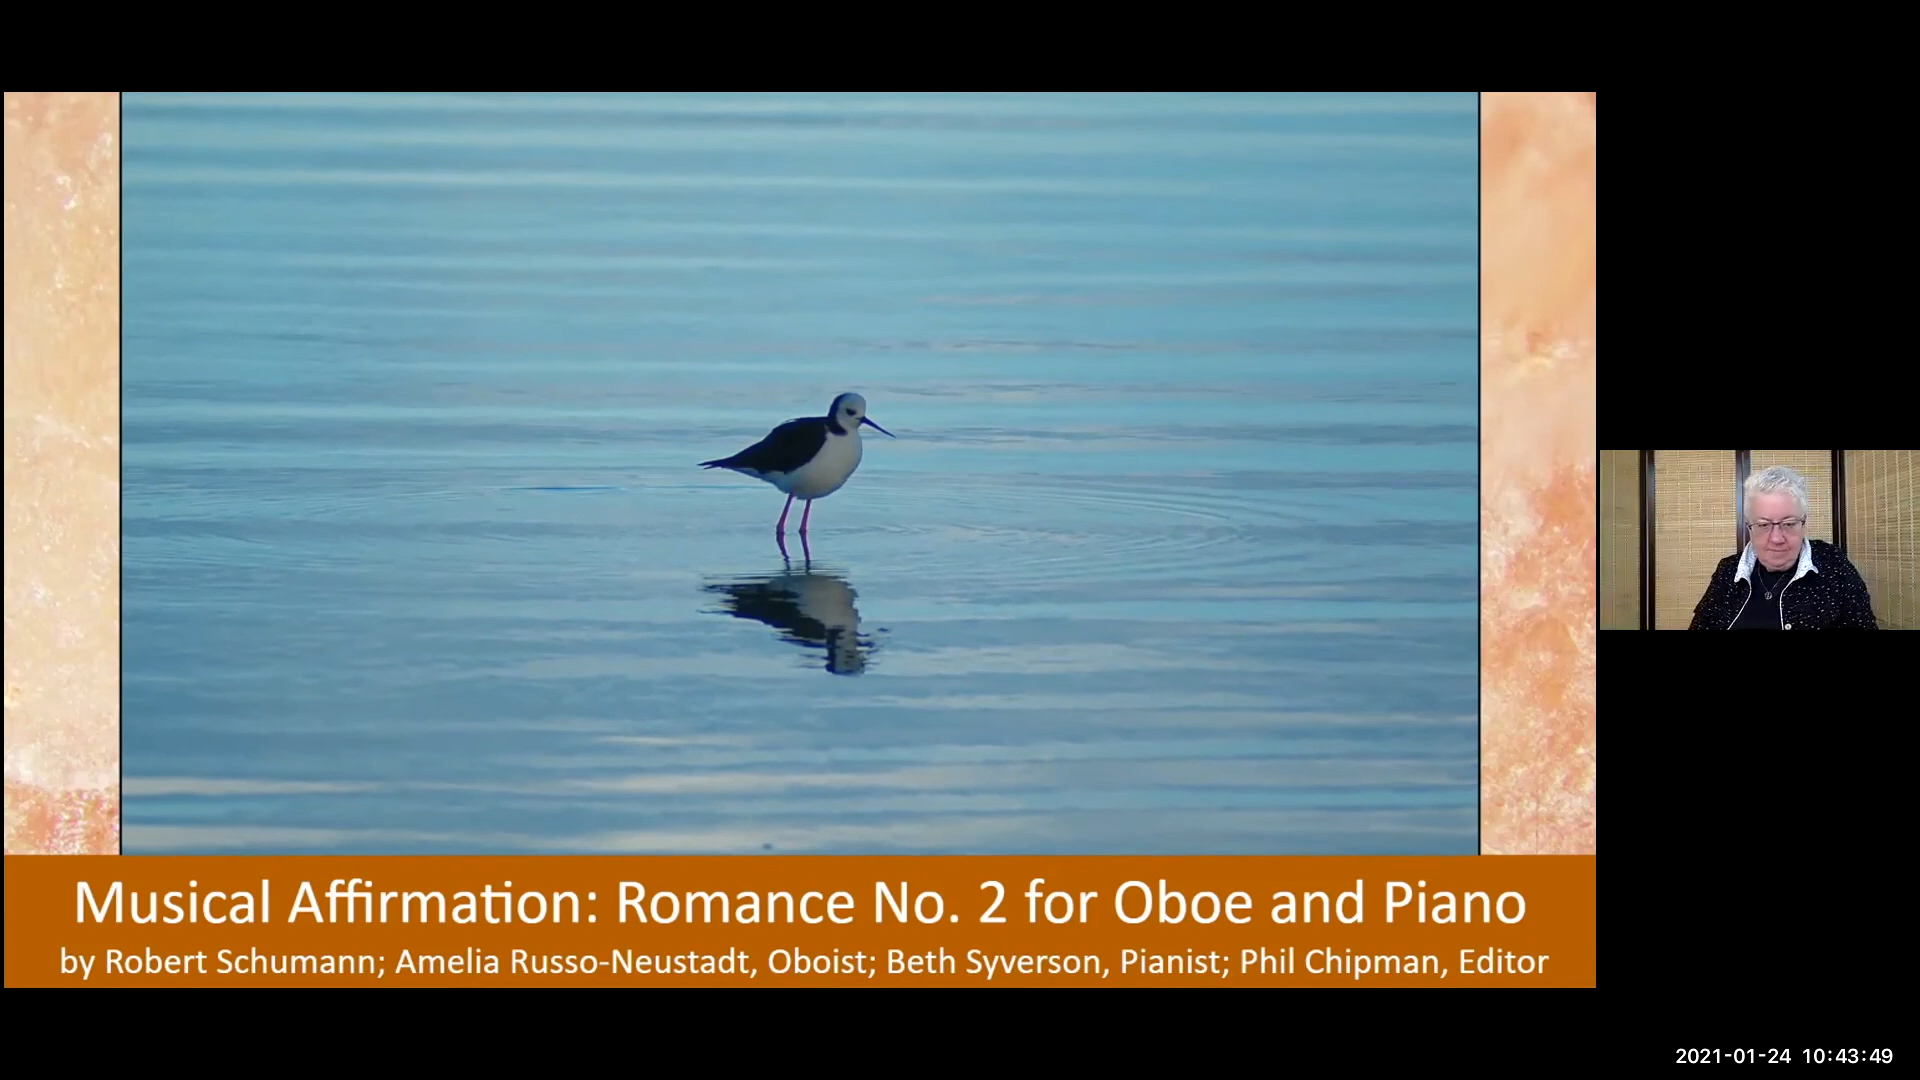 Musical Affirmation: Romance No. 2 for Oboe and Piano
by Robert Schumann; Amelia Russo-Neustadt, Oboist; Beth Syverson, Pianist; Phil Chipman, Editor
2021-01-24 10:43:49